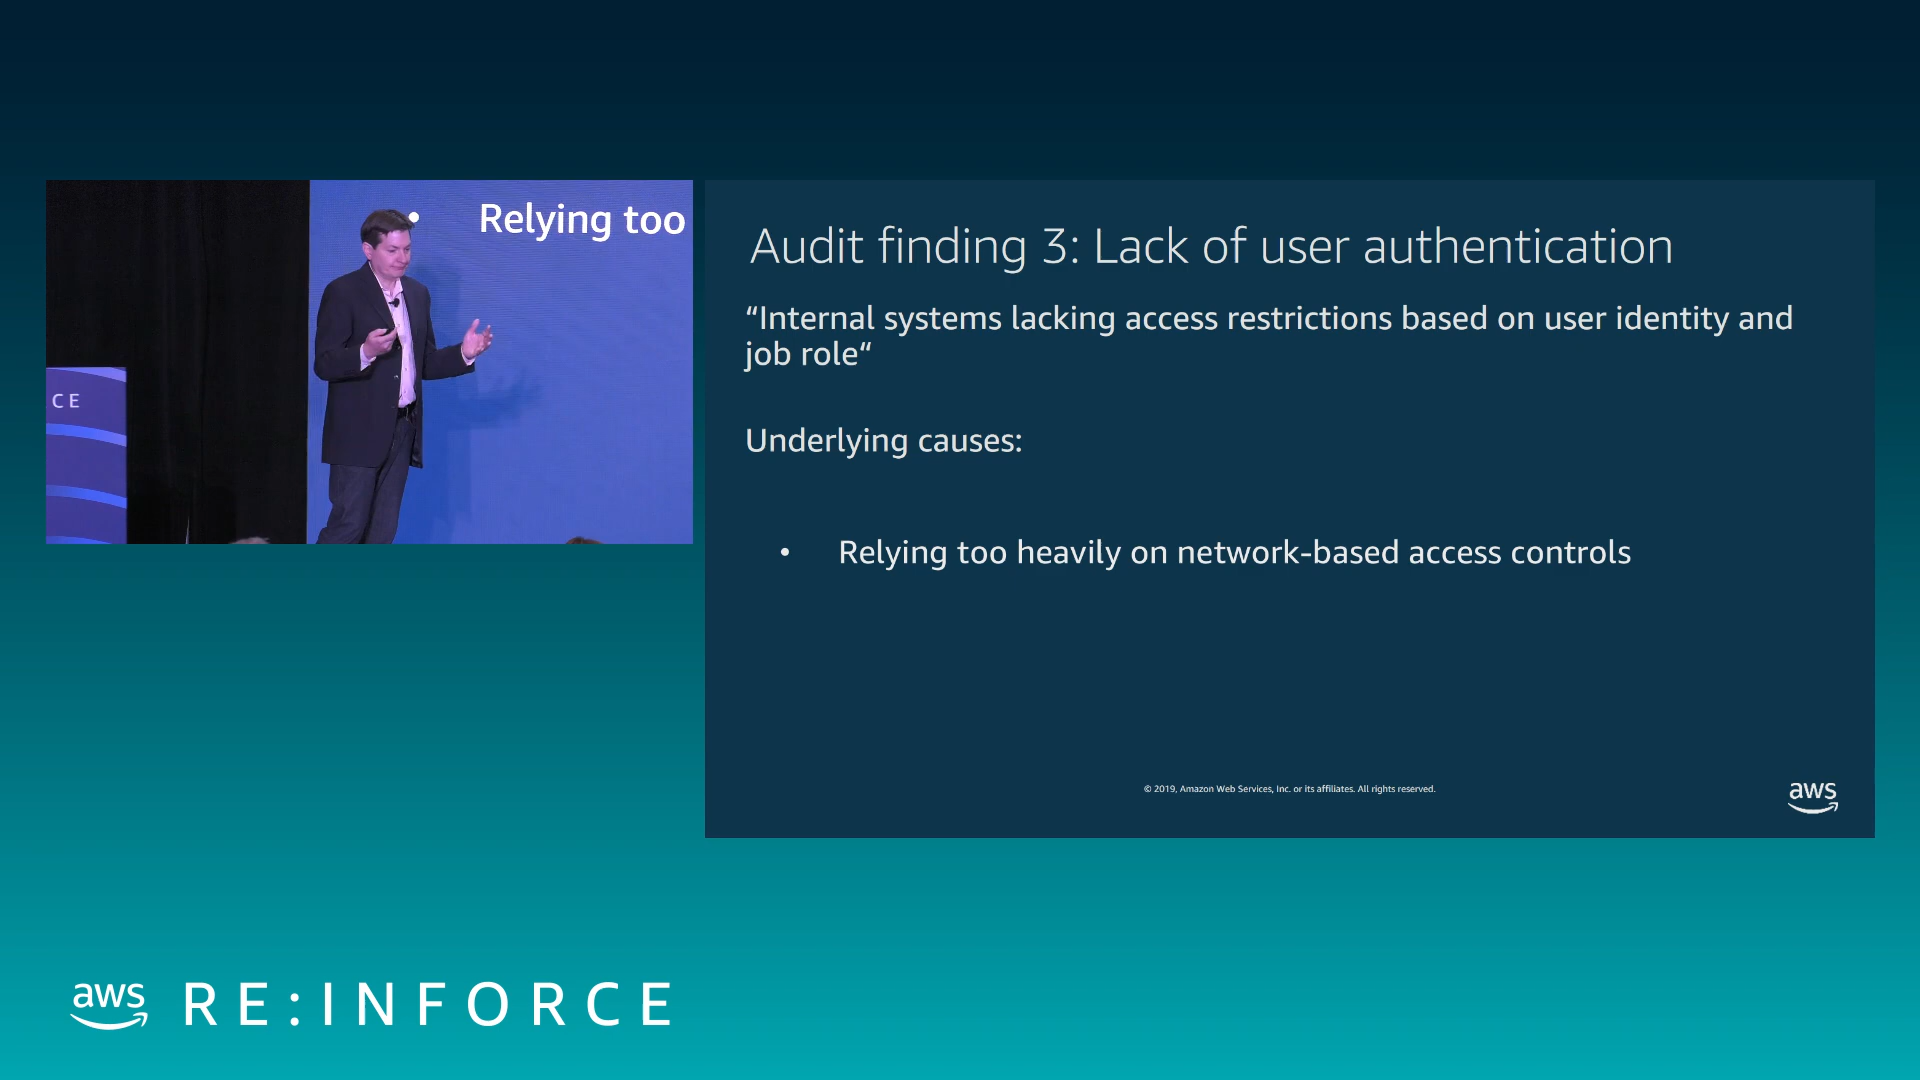 • Relying too
CE
Audit finding 3: Lack of user authentication
“Internal systems lacking access restrictions based on user identity and
job role“
Underlying causes:
• Relying too heavily on network-based access controls
© 2019, Amazon Web Services, Inc. or its affiliates. All rights reserved.
aws
aws RE:INFORCE